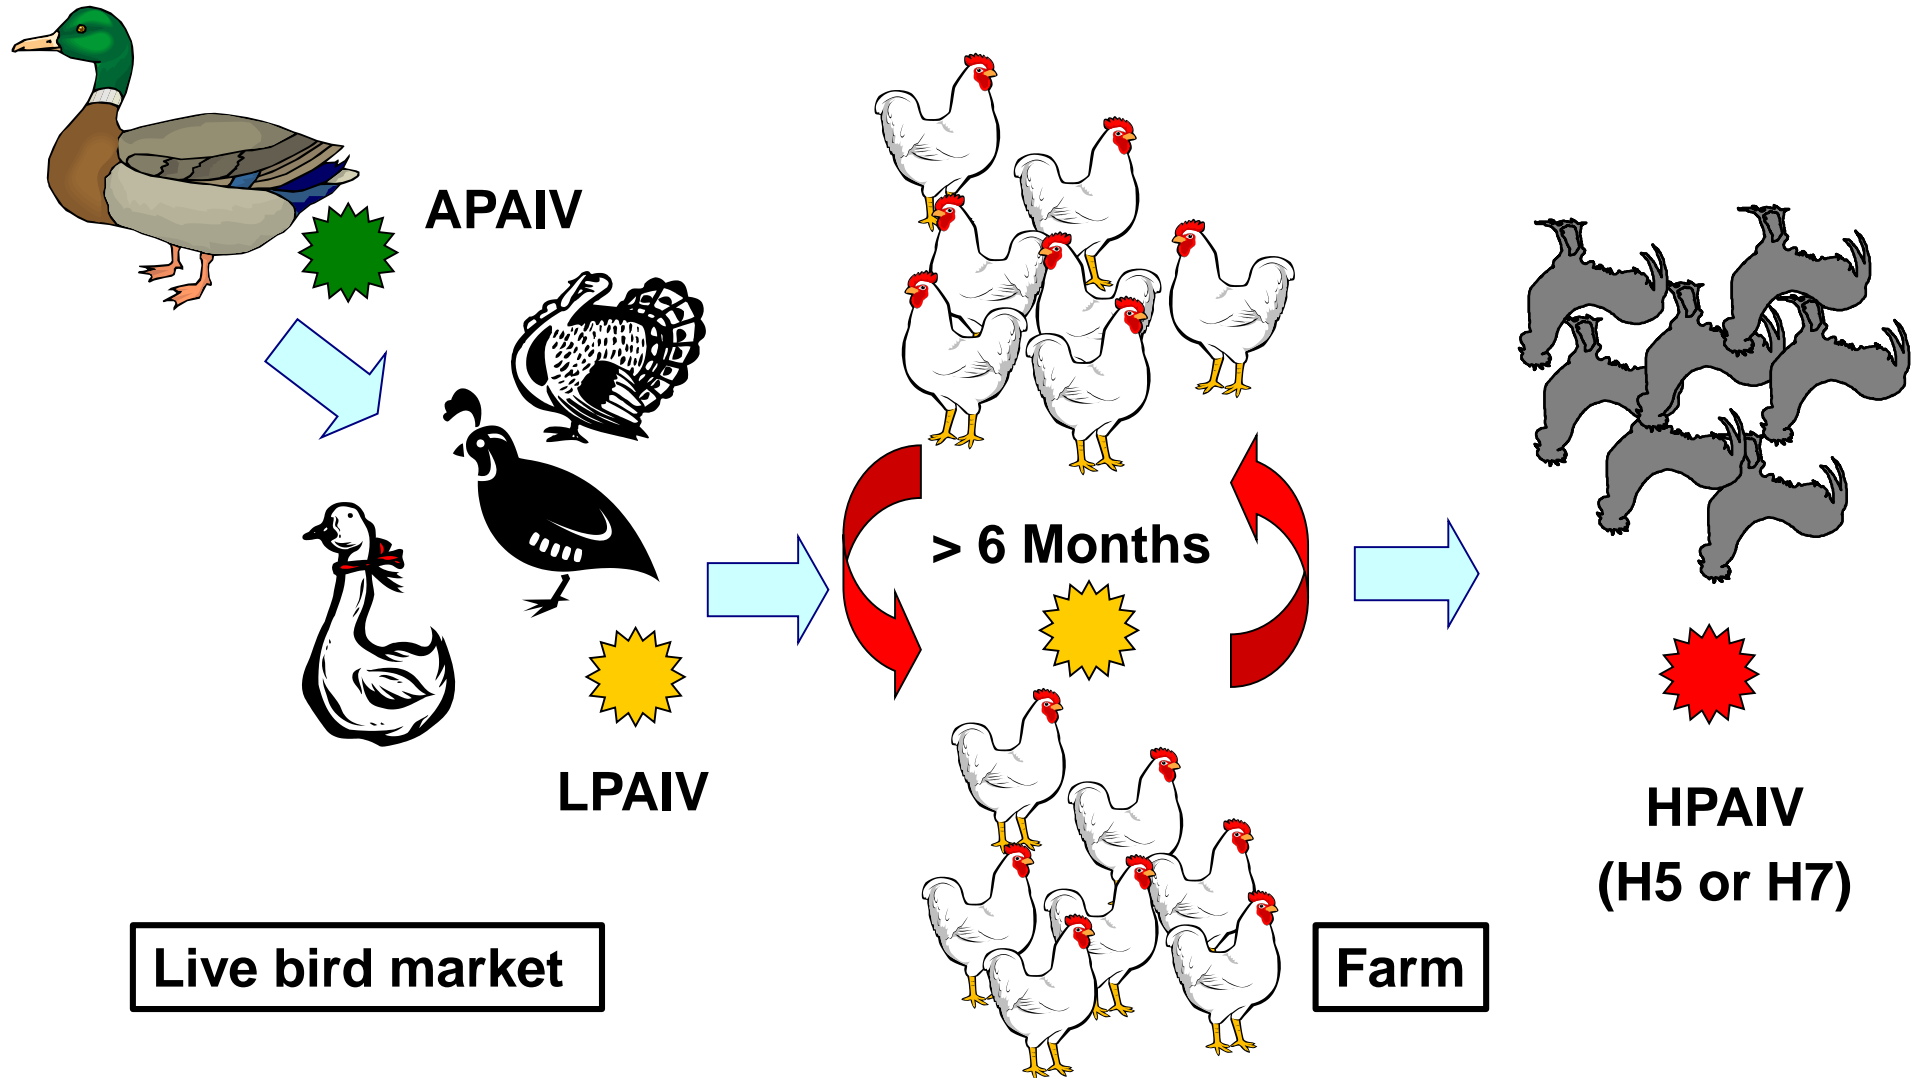 APAIV
> 6 Months
LPAIV
HPAIV
(H5 or H7)
Live bird market
Farm